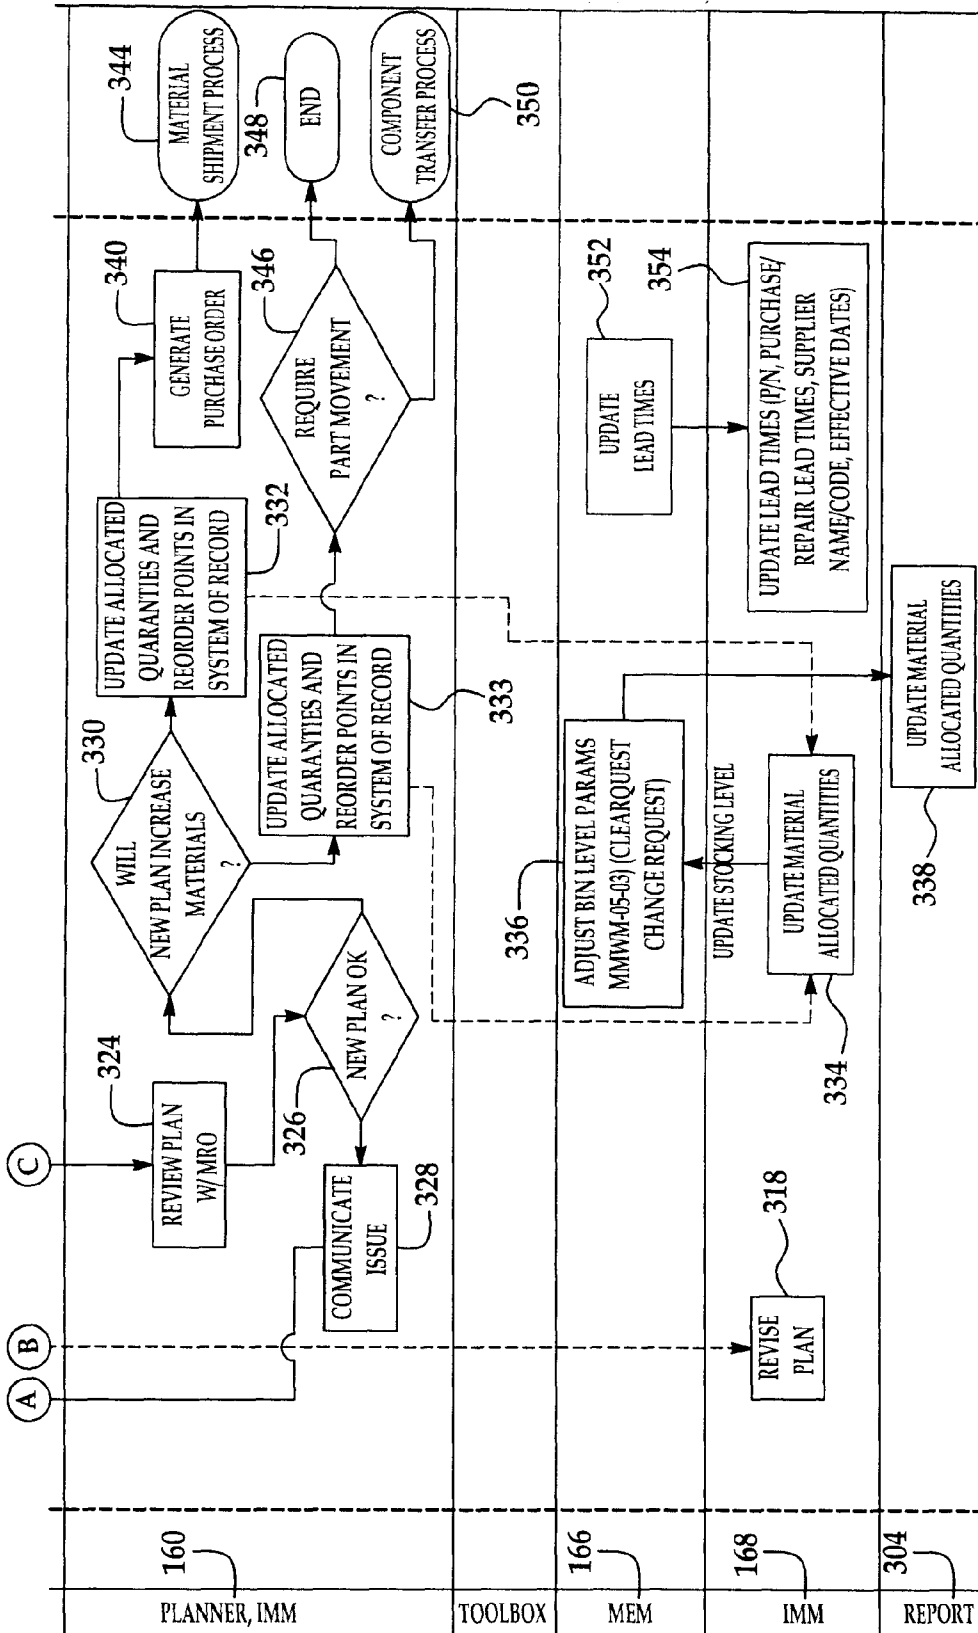 A
B
C
PLANNER, IMM
160
REVIEW PLAN
W/ MRO
324
NEW PLAN OK
?
326
COMMUNICATE
ISSUE
328
WILL
NEW PLAN INCREASE
MATERIALS
?
330
UPDATE ALLOCATED
QUARANTIES AND
REORDER POINTS IN
SYSTEM OF RECORD
332
UPDATE ALLOCATED
QUARANTIES AND
REORDER POINTS IN
SYSTEM OF RECORD
333
GENERATE
PURCHASE ORDER
340
REQUIRE
PART MOVEMENT
?
346
MATERIAL
SHIPMENT PROCESS
344
END
348
COMPONENT
TRANSFER PROCESS
350
TOOLBOX
MEM
166
ADJUST BIN LEVEL PARAMS
MMWM-05-03) (CLEARQUEST
CHANGE REQUEST)
336
UPDATE
LEAD TIMES
352
IMM
168
REVISE
PLAN
318
UPDATE STOCKING LEVEL
UPDATE MATERIAL
ALLOCATED QUANTITIES
334
UPDATE LEAD TIMES (P/N, PURCHASE/
REPAIR LEAD TIMES, SUPPLIER
NAME/CODE, EFFECTIVE DATES)
354
REPORT
304
UPDATE MATERIAL
ALLOCATED QUANTITIES
338